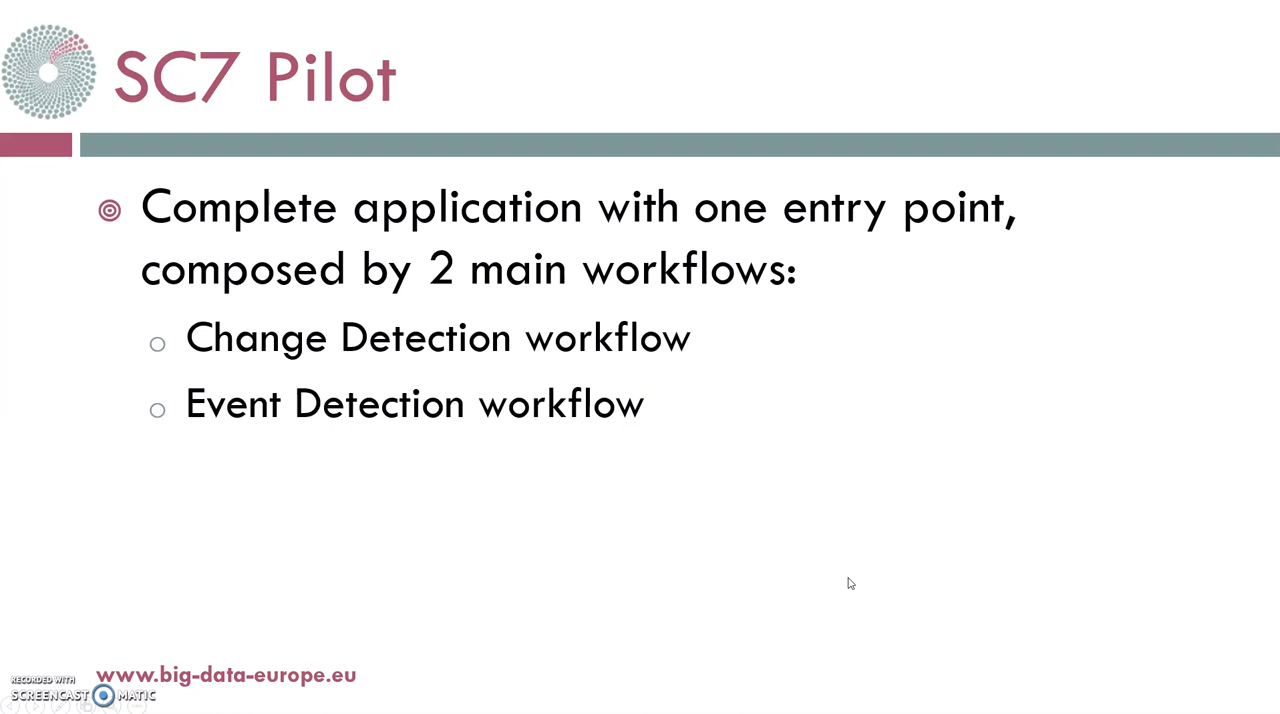 SC7 Pilot
Complete application with one entry point,
composed by 2 main workflows:
Change Detection workflow
Event Detection workflow
www.big-data-europe.eu
RECORDED WITH
SCREENCAST MATIC